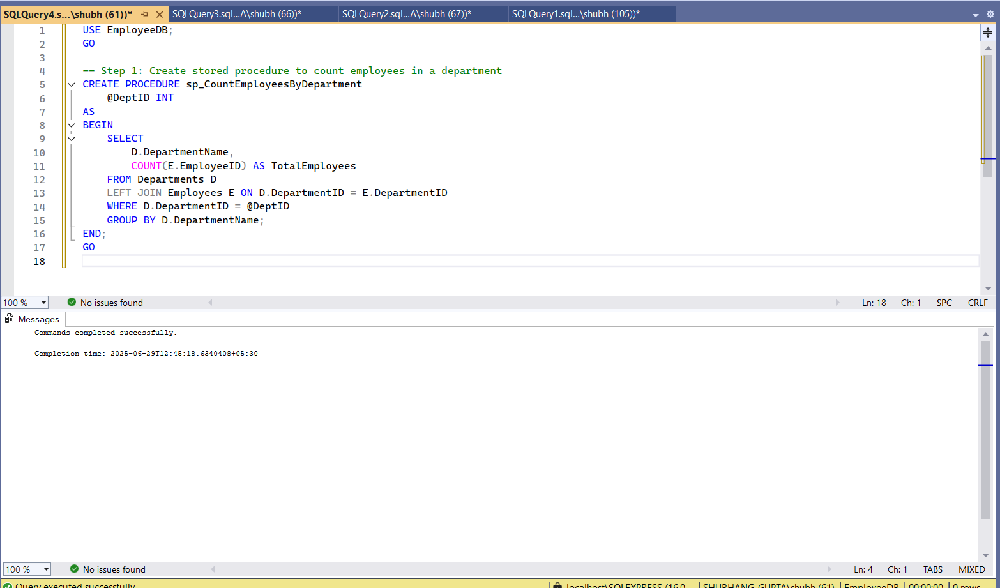 SQLQuery4.s...\shubh (61))* SQLQuery3.sql...A\shubh (66))* SQLQuery2.sql...A\shubh (67))* SQLQuery1.sql...\shubh (105))*
1 USE EmployeeDB;
2 GO
3
4 -- Step 1: Create stored procedure to count employees in a department
5 CREATE PROCEDURE sp_CountEmployeesByDepartment
6 @DeptID INT
7 AS
8 BEGIN
9 SELECT
10 D.DepartmentName,
11 COUNT(E.EmployeeID) AS TotalEmployees
12 FROM Departments D
13 LEFT JOIN Employees E ON D.DepartmentID = E.DepartmentID
14 WHERE D.DepartmentID = @DeptID
15 GROUP BY D.DepartmentName;
16 END;
17 GO
18
100 % No issues found Ln: 18 Ch: 1 SPC CRLF
Messages
Commands completed successfully.
Completion time: 2025-06-29T12:45:18.6340408+05:30
100 % No issues found Ln: 4 Ch: 1 TABS MIXED
Query executed successfully. localhost\SQLEXPRESS (16.0 ... SHUBHANG_GUPTA\shubh (61) EmployeeDB 00:00:00 0 rows